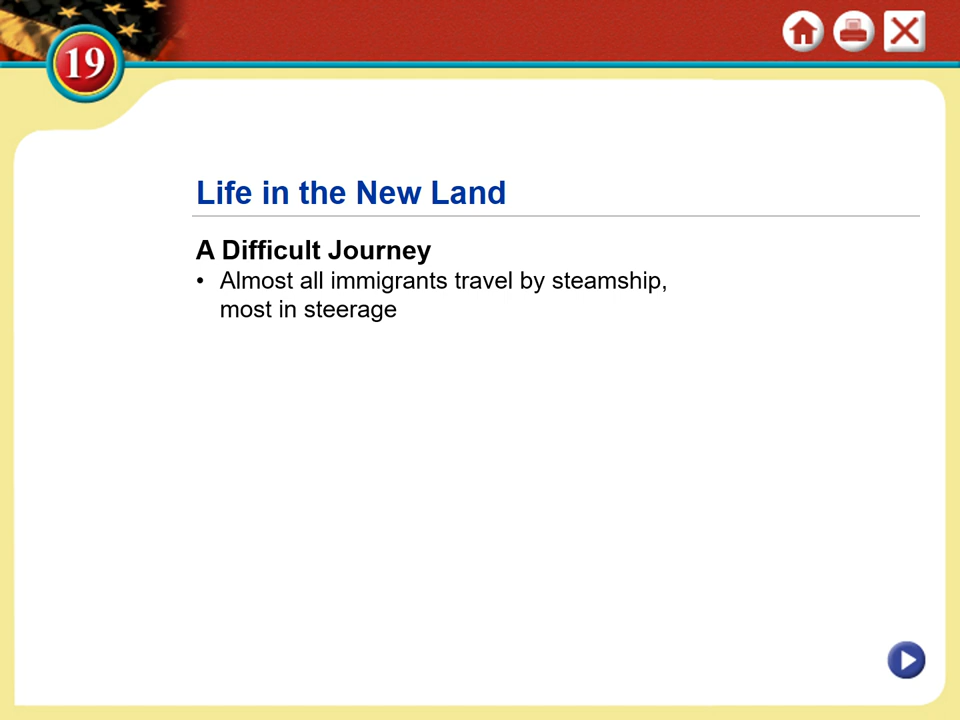 19
Life in the New Land
A Difficult Journey
• Almost all immigrants travel by steamship,
most in steerage